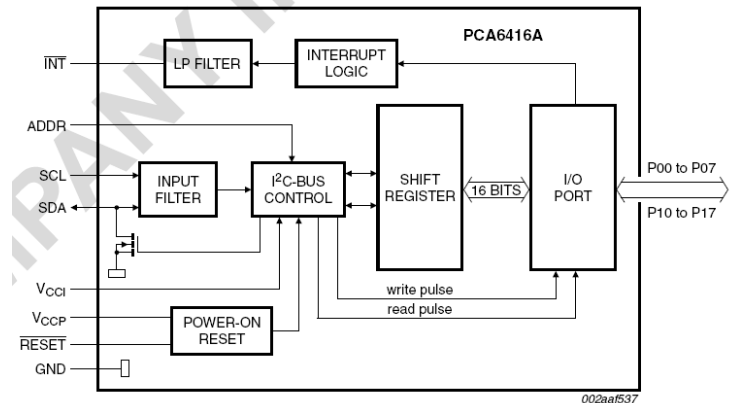 COMPANY
PCA6416A
INT
LP FILTER
INTERRUPT
LOGIC
ADDR
SCL
SDA
INPUT
FILTER
I²C-BUS
CONTROL
SHIFT
REGISTER
16 BITS
I/O
PORT
P00 to P07
P10 to P17
VCCI
write pulse
read pulse
VCCP
RESET
POWER-ON
RESET
GND
002aaf537